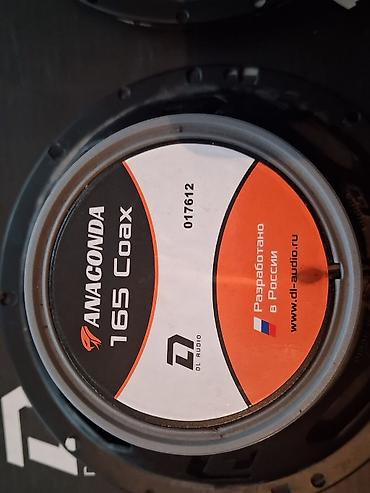 ANACONDA
165 Coax
DL AUDIO
017612
Разработано
в России
www.dl-audio.ru